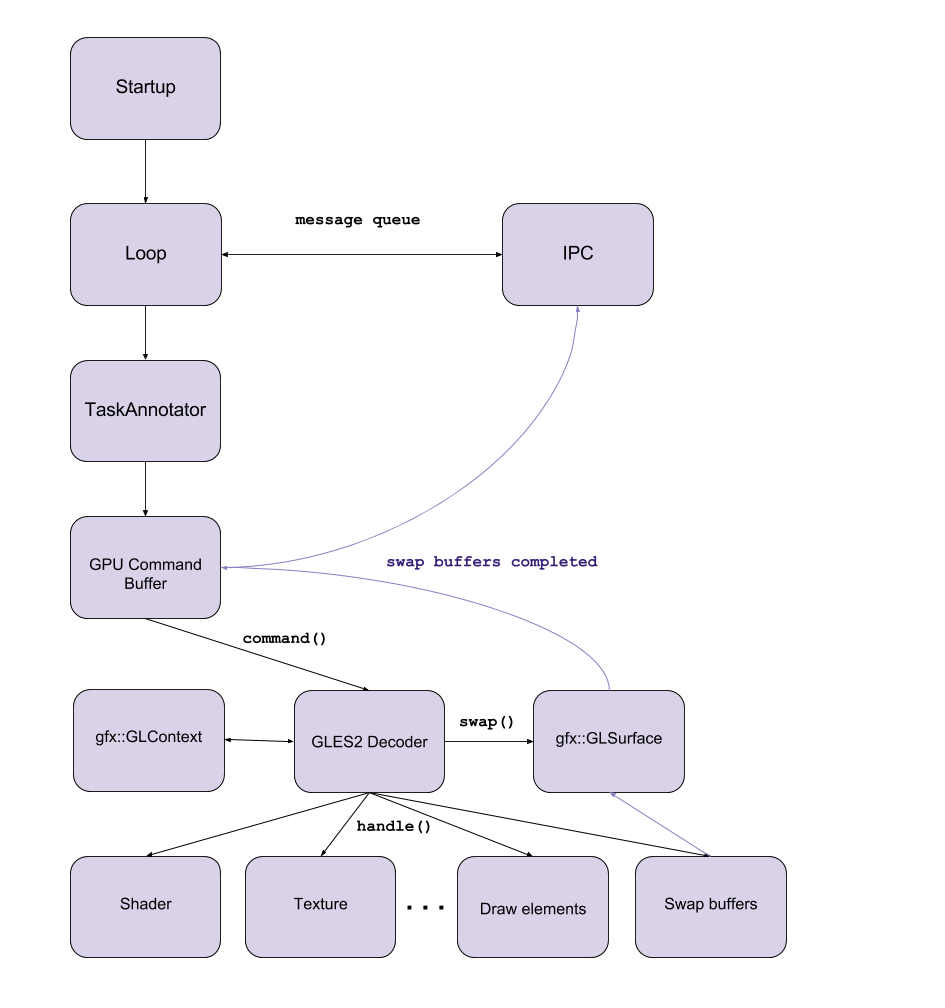 Startup
message queue
Loop
IPC
TaskAnnotator
GPU Command
Buffer
swap buffers completed
command()
gfx::GLContext
GLES2 Decoder
swap()
gfx::GLSurface
handle()
Shader
Texture
...
Draw elements
Swap buffers